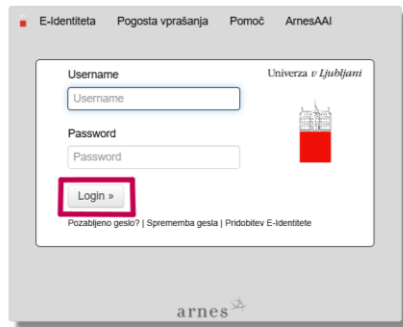 E-Identiteta Pogosta vprašanja Pomoč ArnesAAI
Username
Univerza v Ljubljani
Username
Password
Password
Login »
Pozabljeno geslo? | Sprememba gesla | Pridobitev E-Identitete
arnes